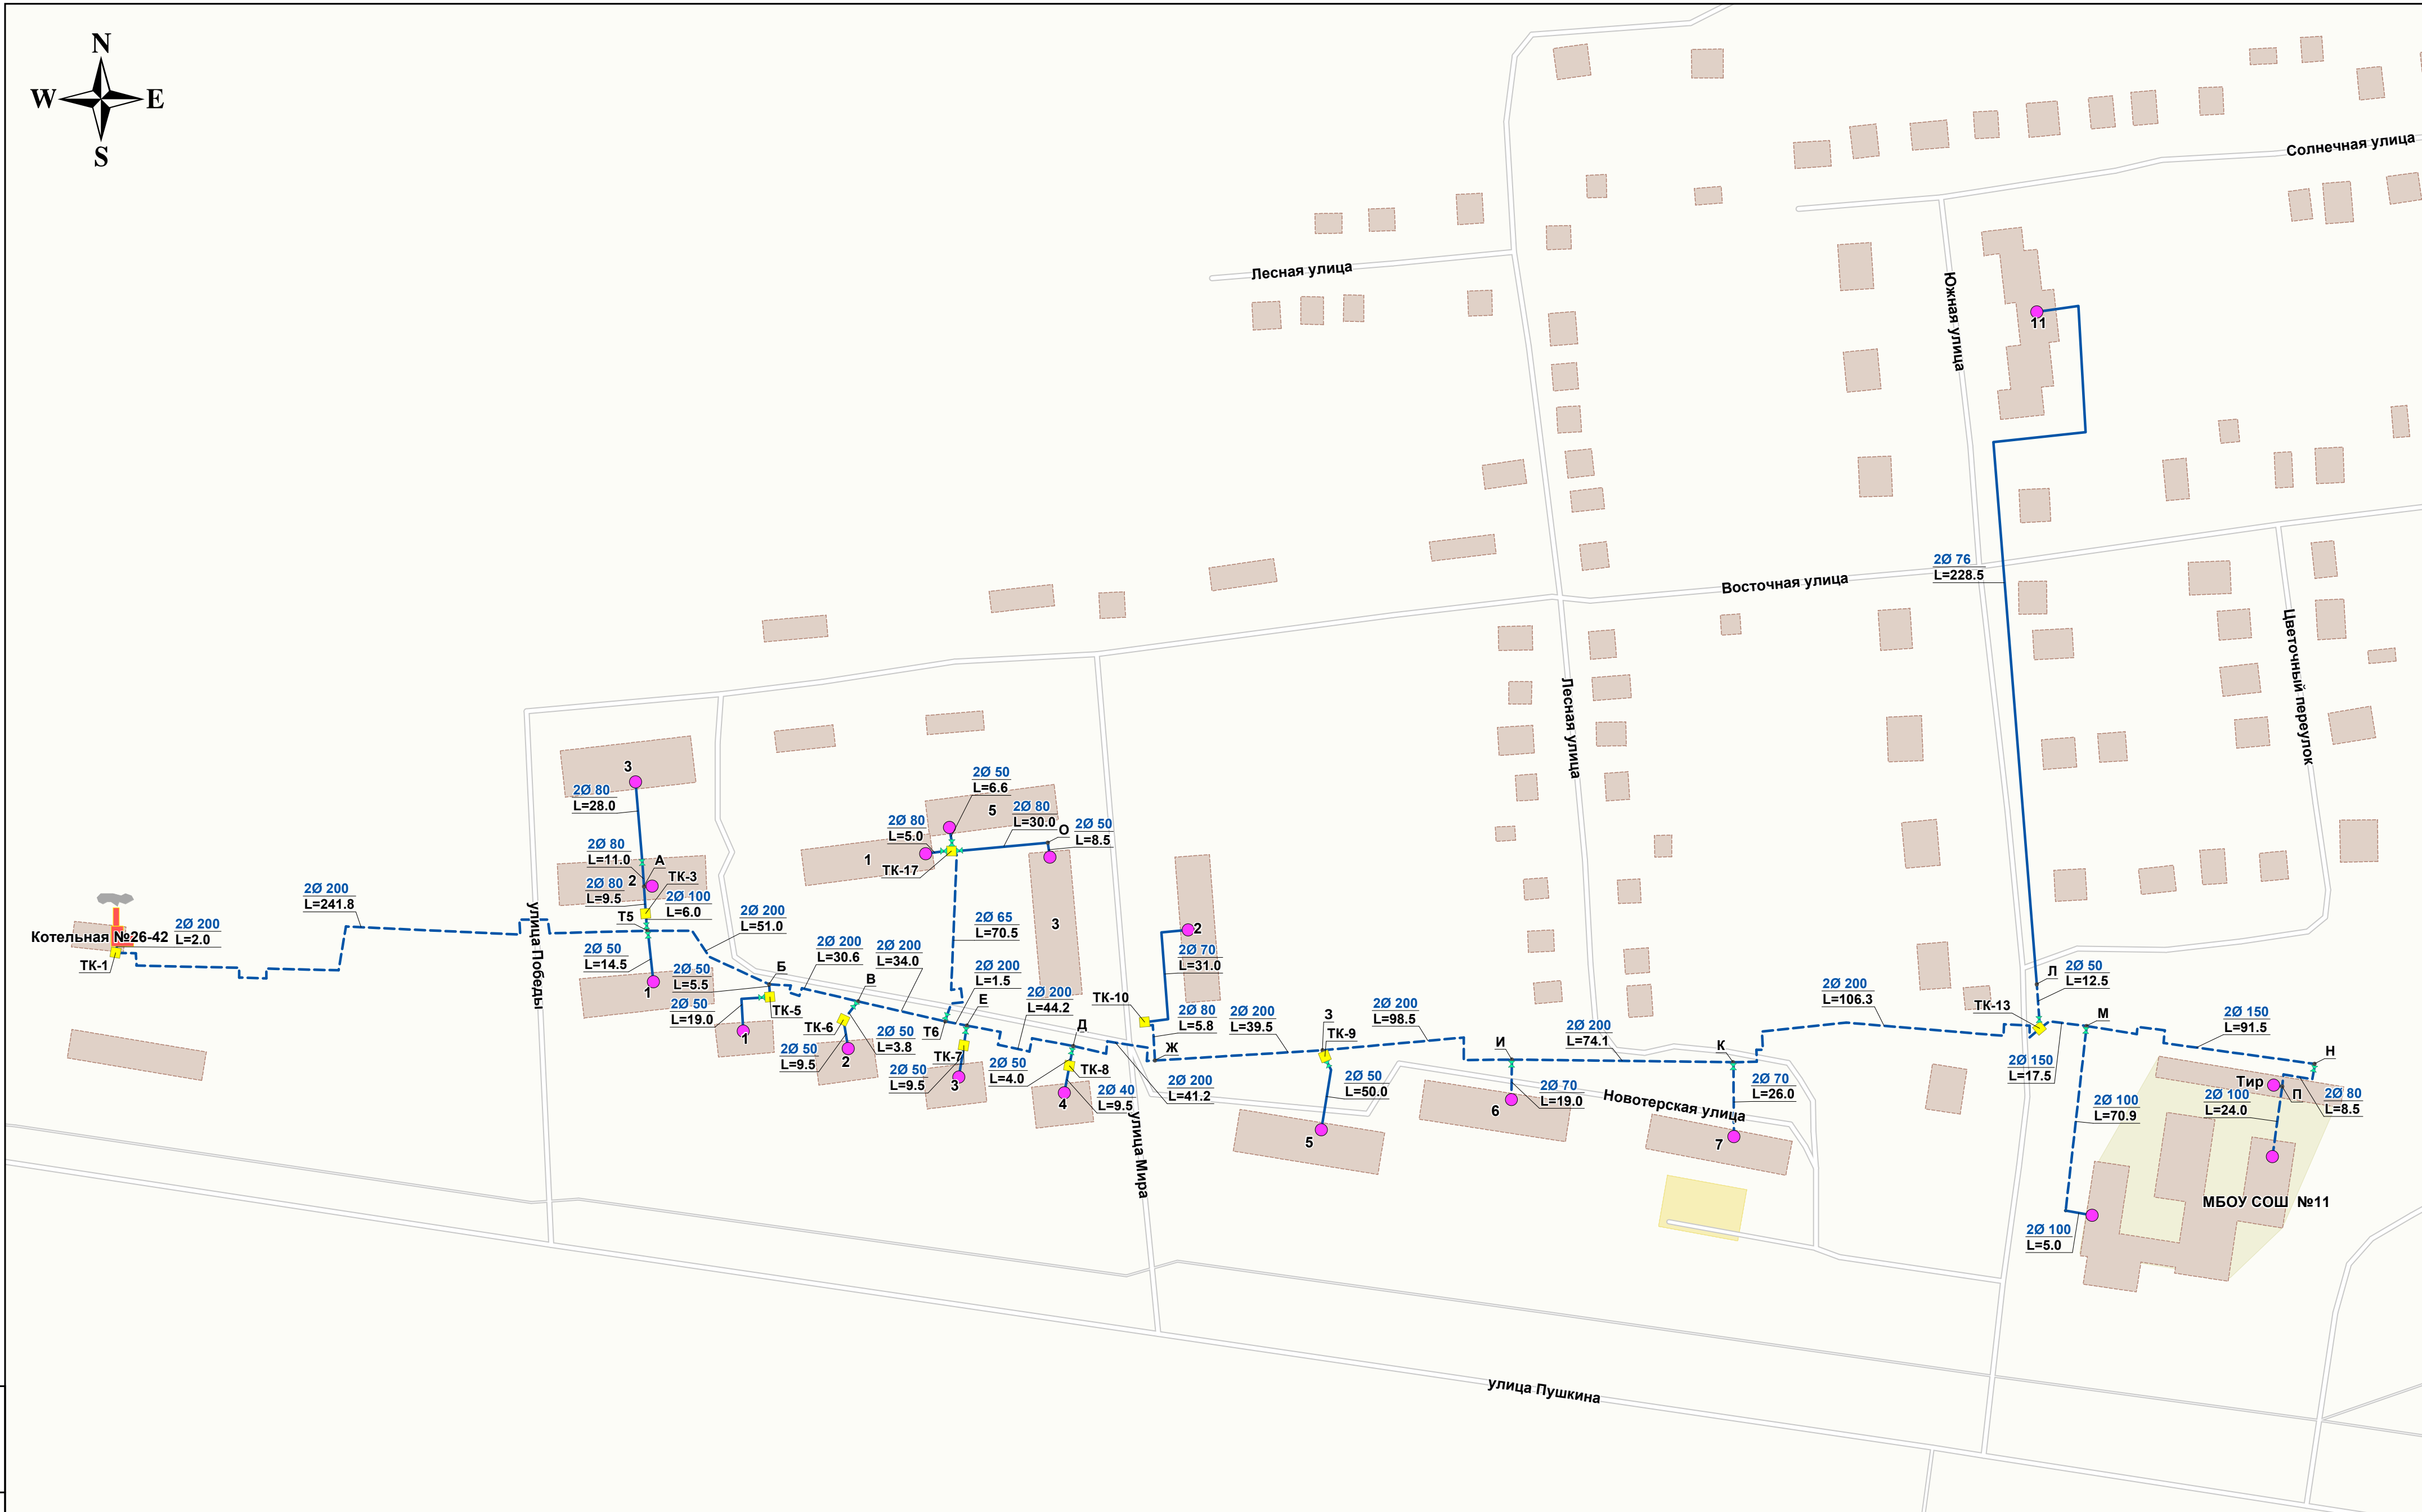 N
W
E
S
Солнечная улица
Лесная улица
Южная улица
11
2Ø 76
L=228.5
Восточная улица
Цветочный переулок
Лесная улица
3
2Ø 80
L=28.0
2Ø 80
L=11.0
А
2
ТК-3
2Ø 80
L=9.5
2Ø 100
L=6.0
Т5
2Ø 50
L=14.5
1
2Ø 200
L=241.8
Котельная №26-42
2Ø 200
L=2.0
ТК-1
улица Победы
2Ø 200
L=51.0
2Ø 50
L=5.5
Б
2Ø 50
L=19.0
ТК-5
1
2Ø 200
L=30.6
2Ø 200
L=34.0
В
ТК-6
2Ø 50
L=3.8
2Ø 50
L=9.5
2
2Ø 50
L=6.6
5
2Ø 80
L=5.0
2Ø 80
L=30.0
О
2Ø 50
L=8.5
1
ТК-17
3
2Ø 65
L=70.5
2Ø 200
L=1.5
Е
Т6
ТК-7
2Ø 50
L=9.5
3
2Ø 200
L=44.2
Д
2Ø 50
L=4.0
ТК-8
4
2Ø 40
L=9.5
2
2Ø 70
L=31.0
ТК-10
2Ø 80
L=5.8
Ж
2Ø 200
L=41.2
улица Мира
2Ø 200
L=39.5
З
ТК-9
2Ø 50
L=50.0
5
2Ø 200
L=98.5
И
6
2Ø 70
L=19.0
2Ø 200
L=74.1
Новотерская улица
К
2Ø 70
L=26.0
7
2Ø 200
L=106.3
ТК-13
Л
2Ø 50
L=12.5
М
2Ø 150
L=17.5
2Ø 150
L=91.5
Н
Тир
П
2Ø 80
L=8.5
2Ø 100
L=24.0
2Ø 100
L=70.9
МБОУ СОШ №11
2Ø 100
L=5.0
улица Пушкина